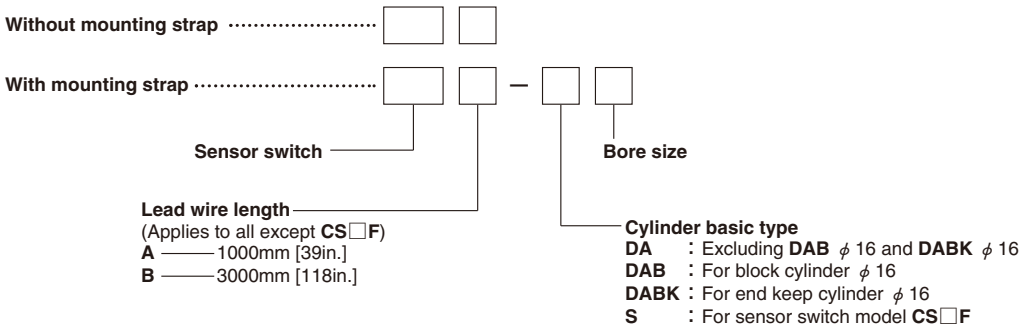 Without mounting strap
With mounting strap −
Sensor switch
Bore size
Lead wire length
(Applies to all except CS□F)
A 1000mm [39in.]
B 3000mm [118in.]
Cylinder basic type
DA : Excluding DAB φ 16 and DABK φ 16
DAB : For block cylinder φ 16
DABK : For end keep cylinder φ 16
S : For sensor switch model CS□F